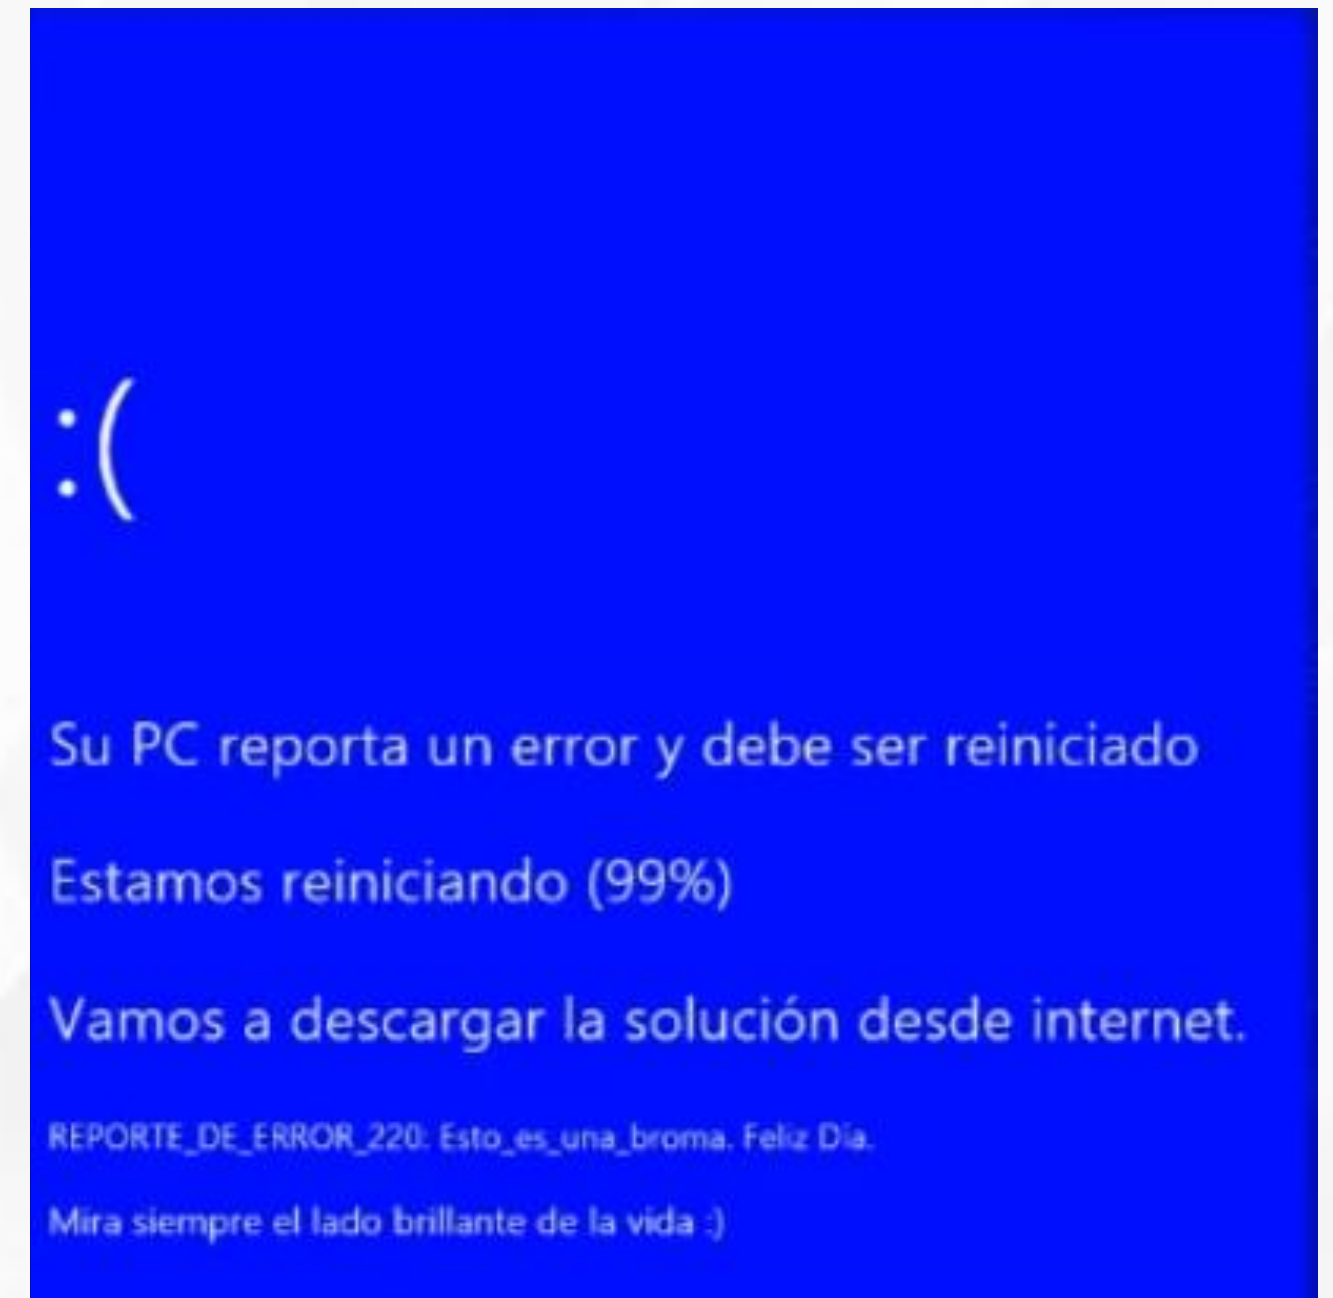 :(
Su PC reporta un error y debe ser reiniciado
Estamos reiniciando (99%)
Vamos a descargar la solución desde internet.
REPORTE_DE_ERROR_220: Esto_es_una_broma. Feliz Día.
Mira siempre el lado brillante de la vida :)